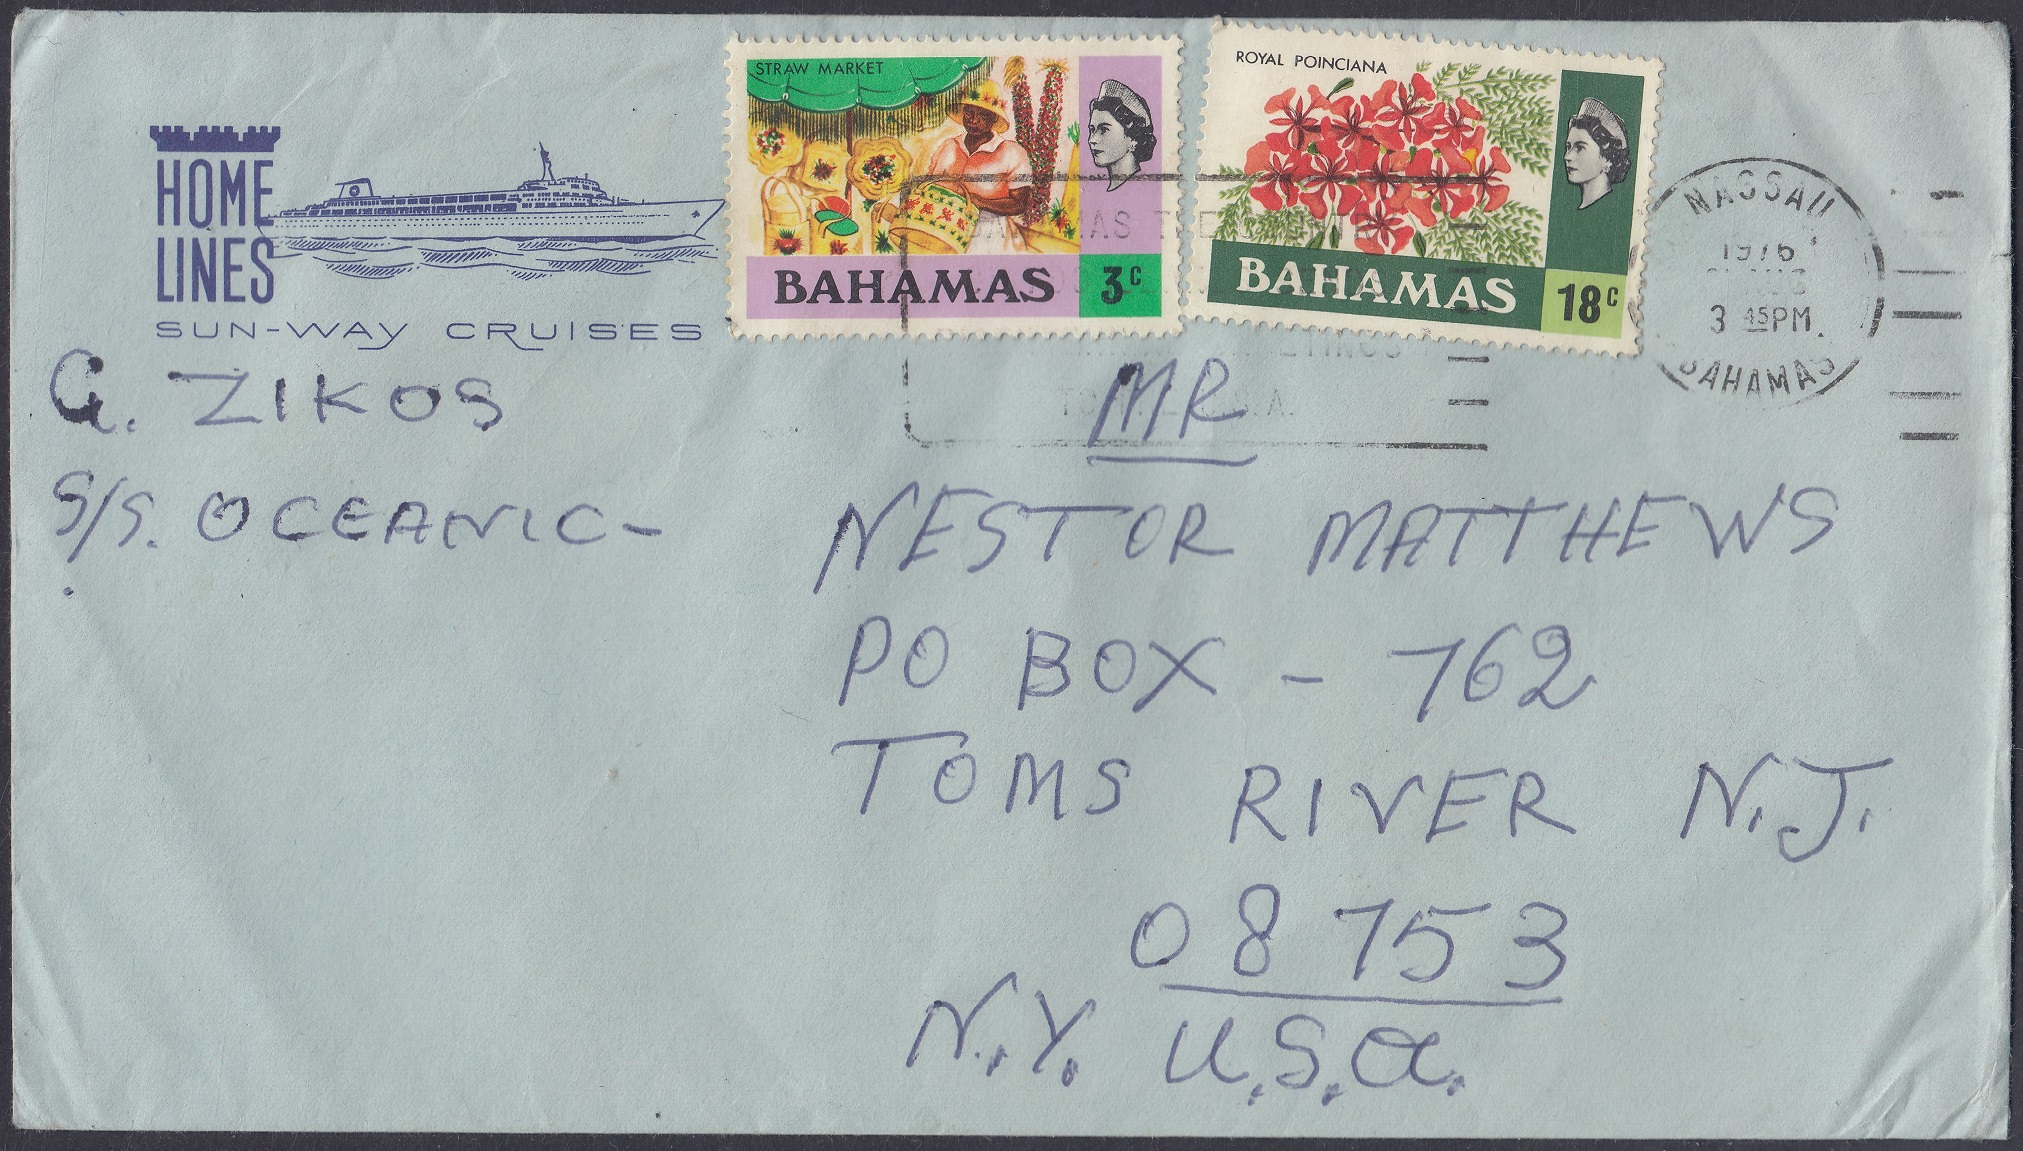 HOME
LINES
SUN-WAY CRUISES
STRAW MARKET
BAHAMAS 3c
ROYAL POINCIANA
BAHAMAS 18c
NASSAU
1976
3 45PM.
BAHAMAS
G. ZIKOS
S/S. OCEANIC-
MR
NESTOR MATTHEWS
PO BOX - 762
TOMS RIVER N.J.
08753
N.Y. U.S.A.